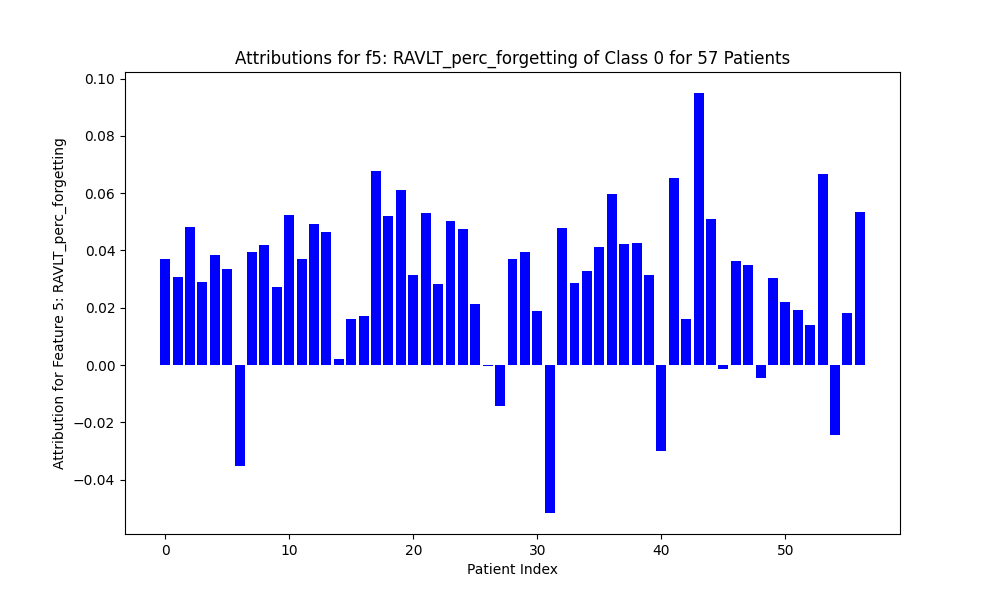 Attributions for f5: RAVLT_perc_forgetting of Class 0 for 57 Patients
Attribution for Feature 5: RAVLT_perc_forgetting
0.10
0.08
0.06
0.04
0.02
0.00
−0.02
−0.04
0 10 20 30 40 50
Patient Index